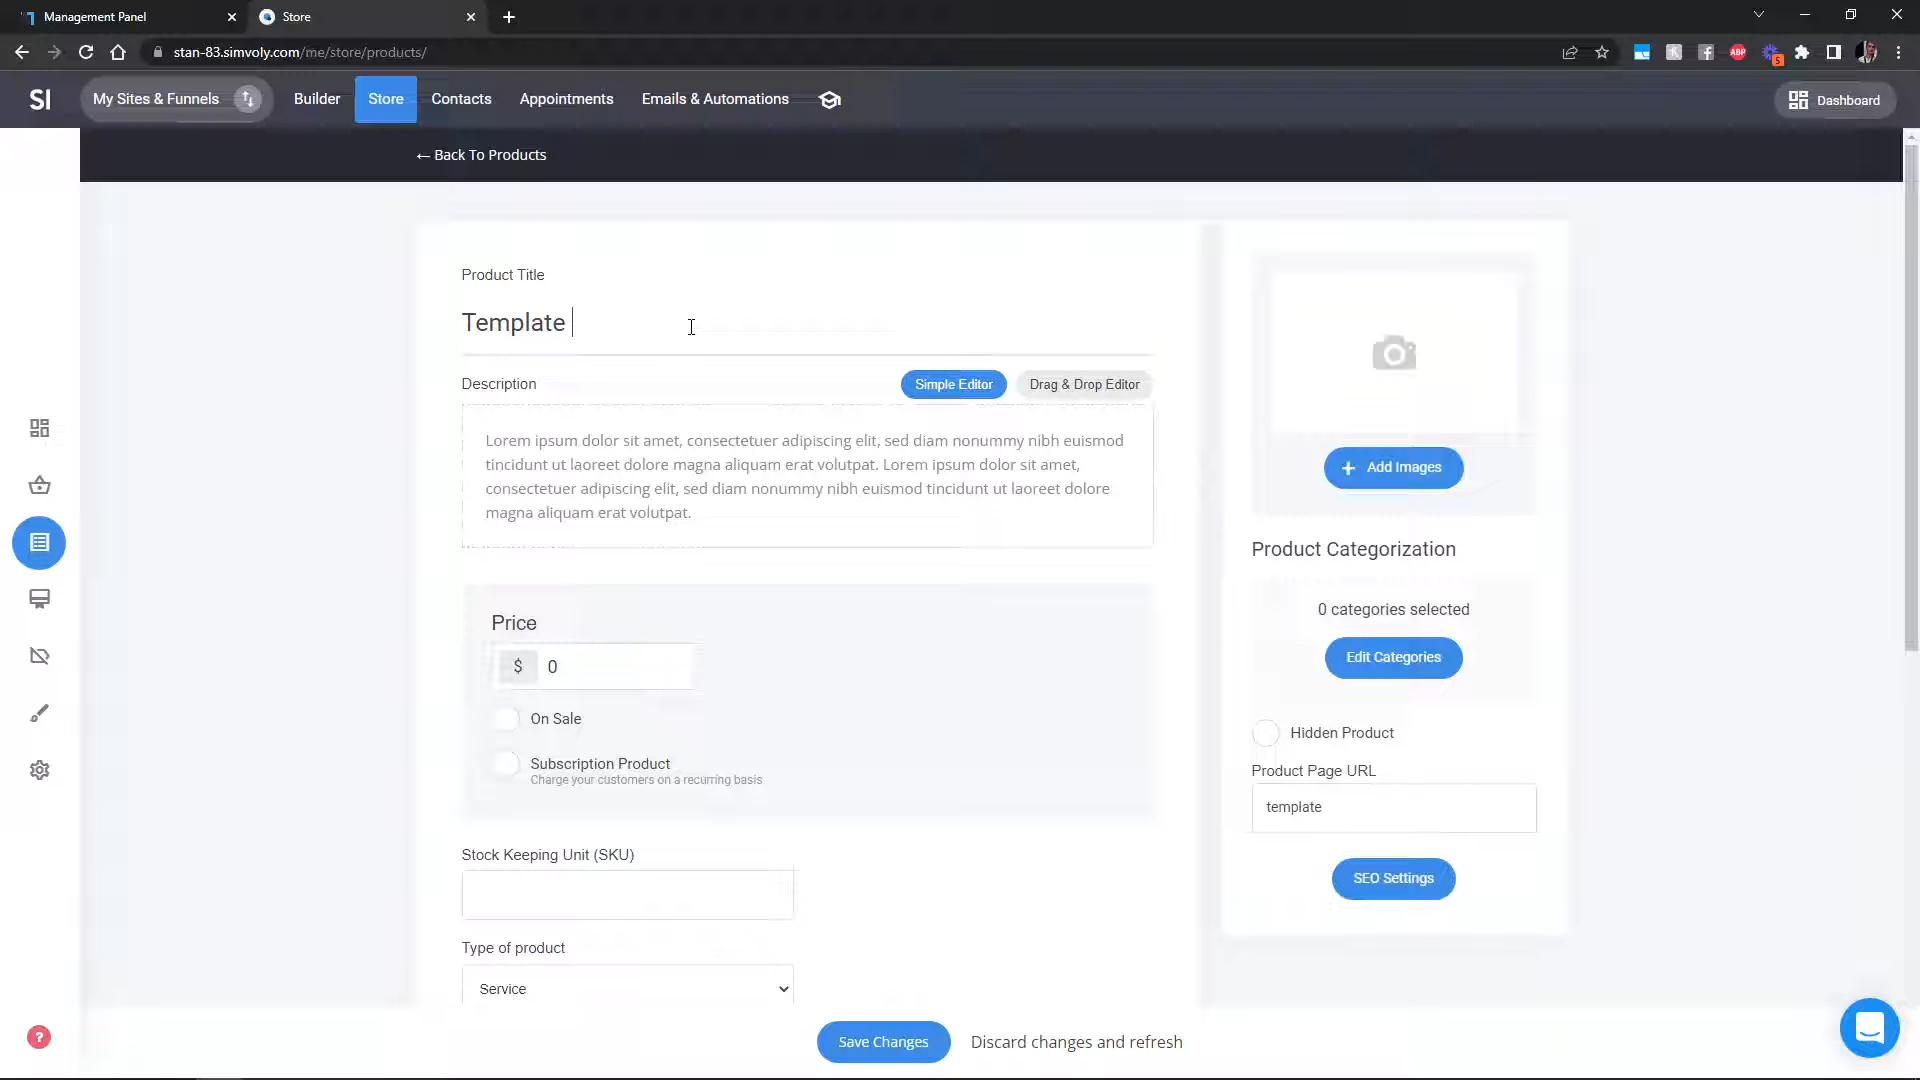 Management Panel
Store
stan-83.simvoly.com/me/store/products/
ABP
5
SI
My Sites & Funnels
Builder
Store
Contacts
Appointments
Emails & Automations
Dashboard
← Back To Products
Product Title
Template
Description
Simple Editor
Drag & Drop Editor
Lorem ipsum dolor sit amet, consectetuer adipiscing elit, sed diam nonummy nibh euismod
tincidunt ut laoreet dolore magna aliquam erat volutpat. Lorem ipsum dolor sit amet,
consectetuer adipiscing elit, sed diam nonummy nibh euismod tincidunt ut laoreet dolore
magna aliquam erat volutpat.
Price
$ 0
On Sale
Subscription Product
Charge your customers on a recurring basis
Stock Keeping Unit (SKU)
Type of product
Service
+ Add Images
Product Categorization
0 categories selected
Edit Categories
Hidden Product
Product Page URL
template
SEO Settings
?
Save Changes
Discard changes and refresh